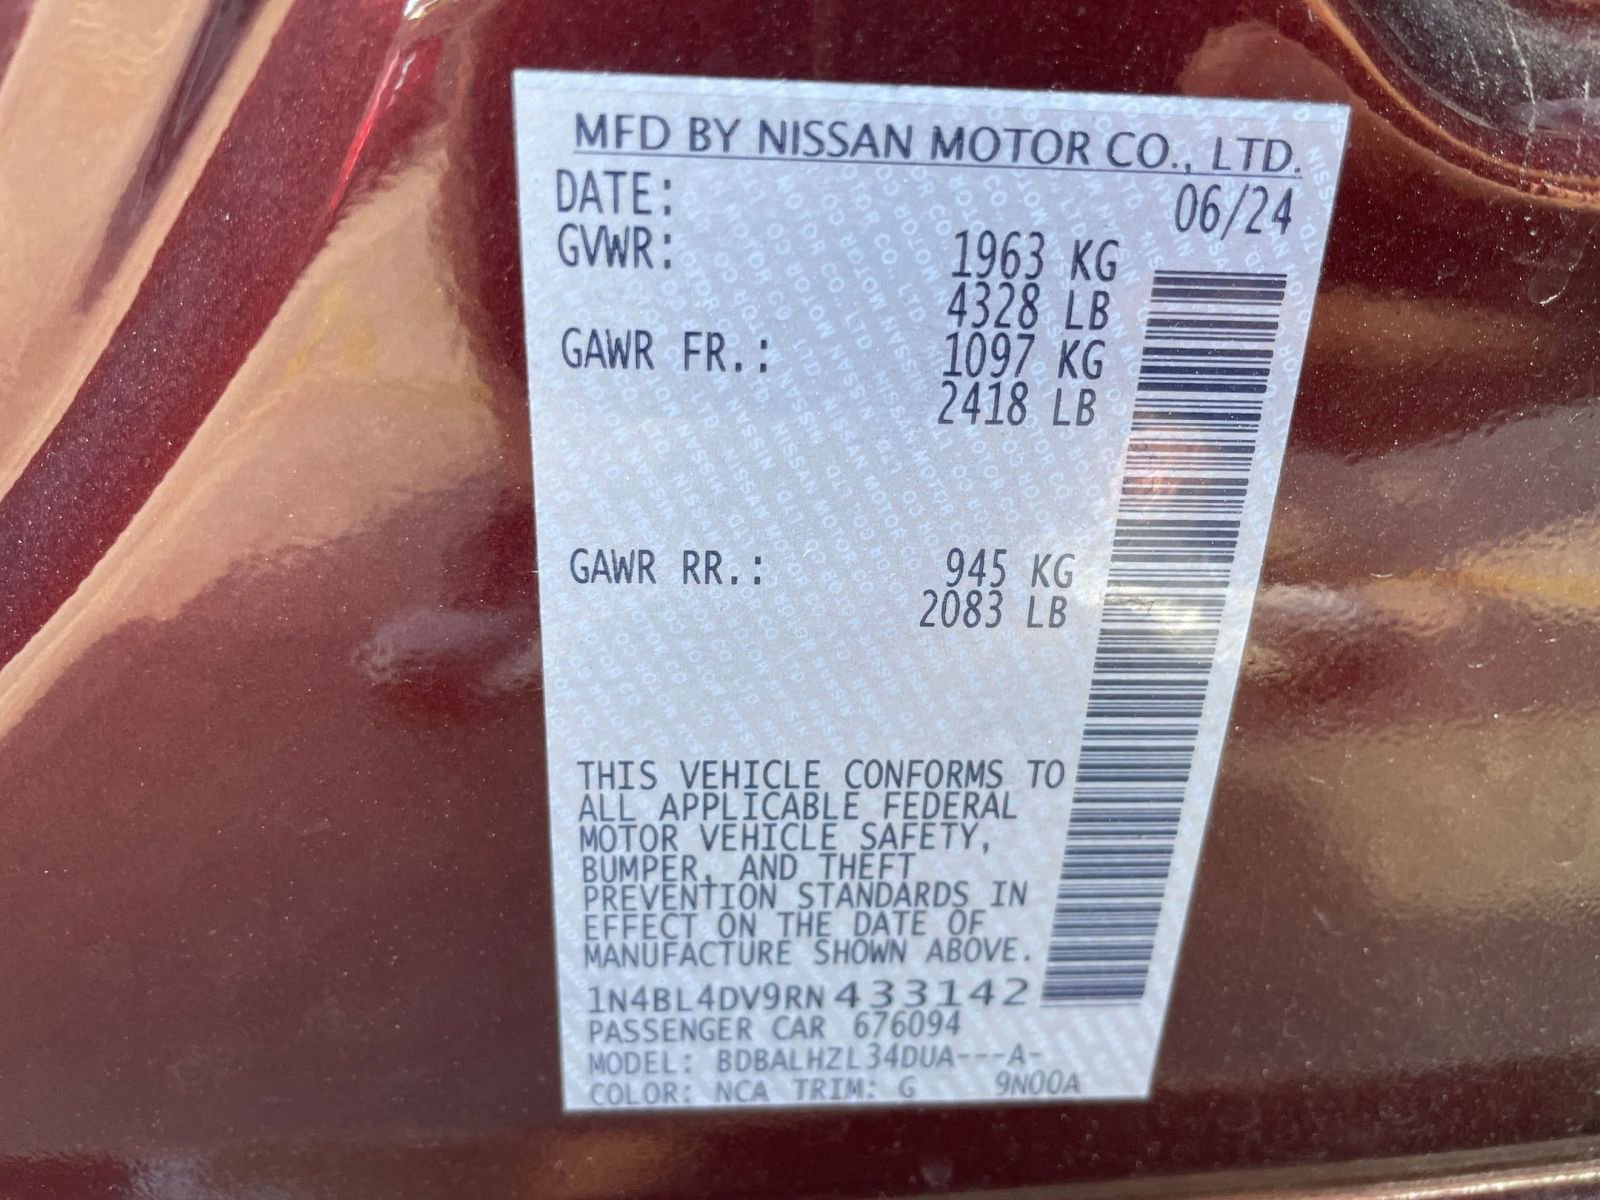 MFD BY NISSAN MOTOR CO., LTD.
DATE: 06/24
GVWR: 1963 KG
4328 LB
GAWR FR.: 1097 KG
2418 LB
GAWR RR.: 945 KG
2083 LB
THIS VEHICLE CONFORMS TO
ALL APPLICABLE FEDERAL
MOTOR VEHICLE SAFETY,
BUMPER, AND THEFT
PREVENTION STANDARDS IN
EFFECT ON THE DATE OF
MANUFACTURE SHOWN ABOVE.
1N4BL4DV9RN433142
PASSENGER CAR 676094
MODEL: BDBALHZL34DUA---A-
COLOR: NCA TRIM: G 9N00A